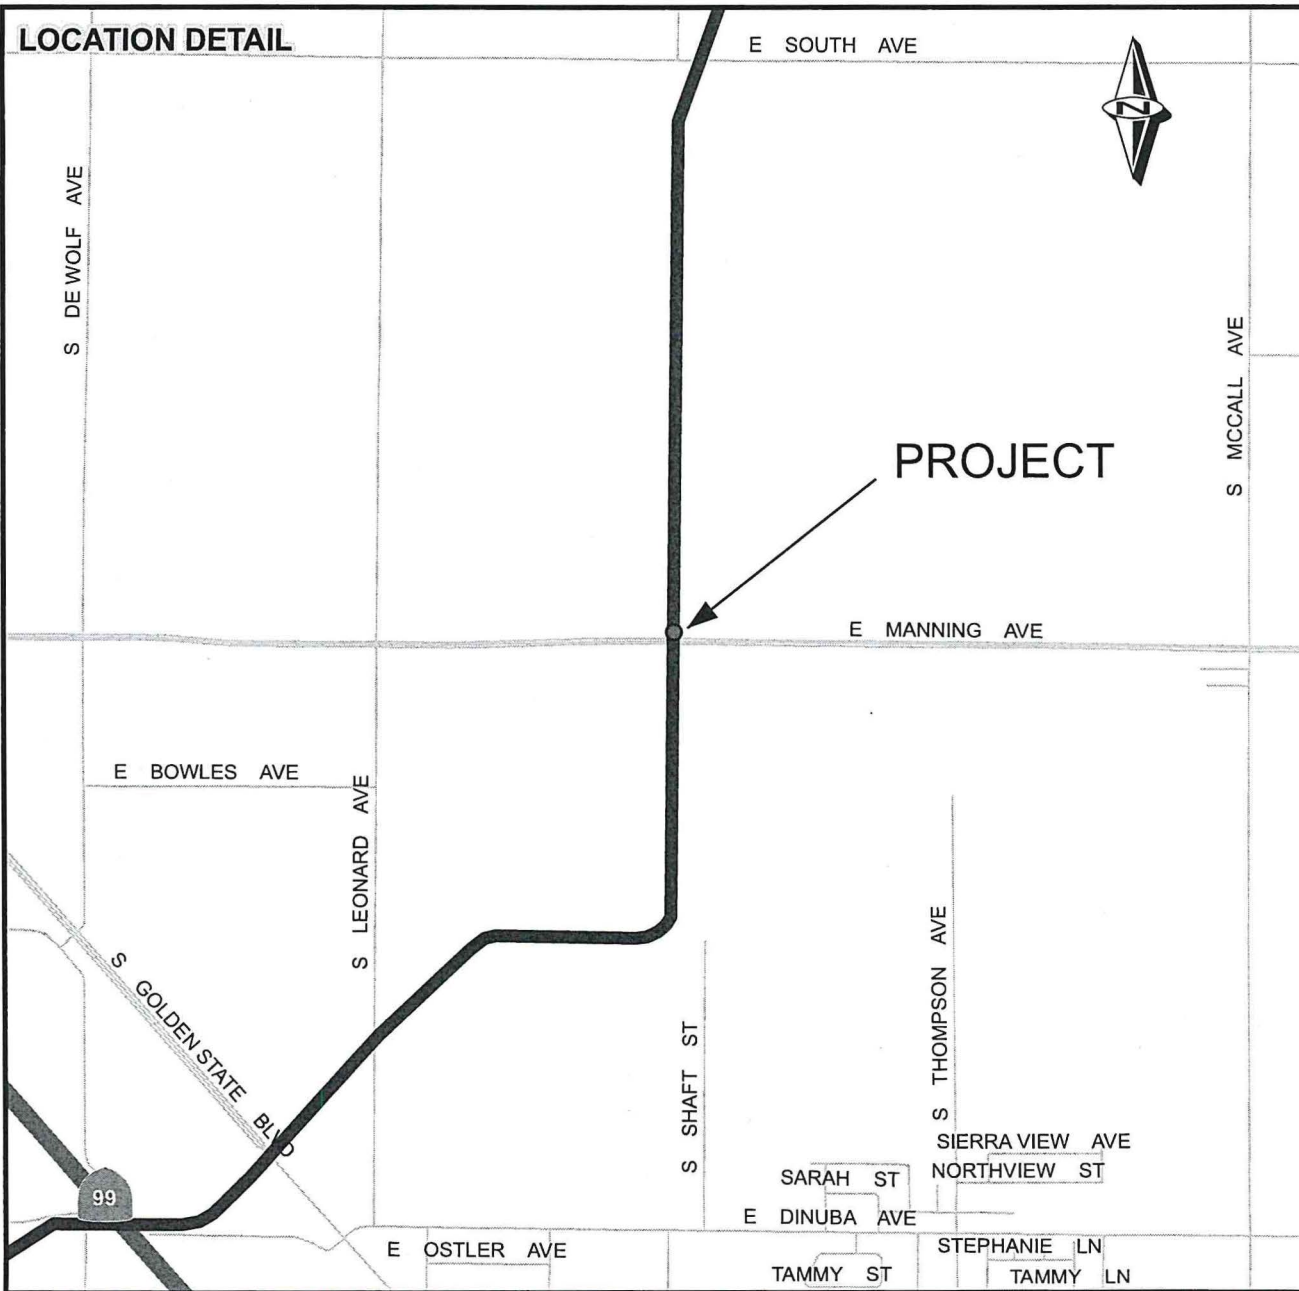 LOCATION DETAIL
E SOUTH AVE
N
S DE WOLF AVE
S MCCALL AVE
PROJECT
E MANNING AVE
E BOWLES AVE
S LEONARD AVE
S THOMPSON AVE
S GOLDEN STATE BLVD
S SHAFT ST
SIERRA VIEW AVE
NORTHVIEW ST
SARAH ST
99
E DINUBA AVE
E OSTLER AVE
STEPHANIE LN
TAMMY ST
TAMMY LN